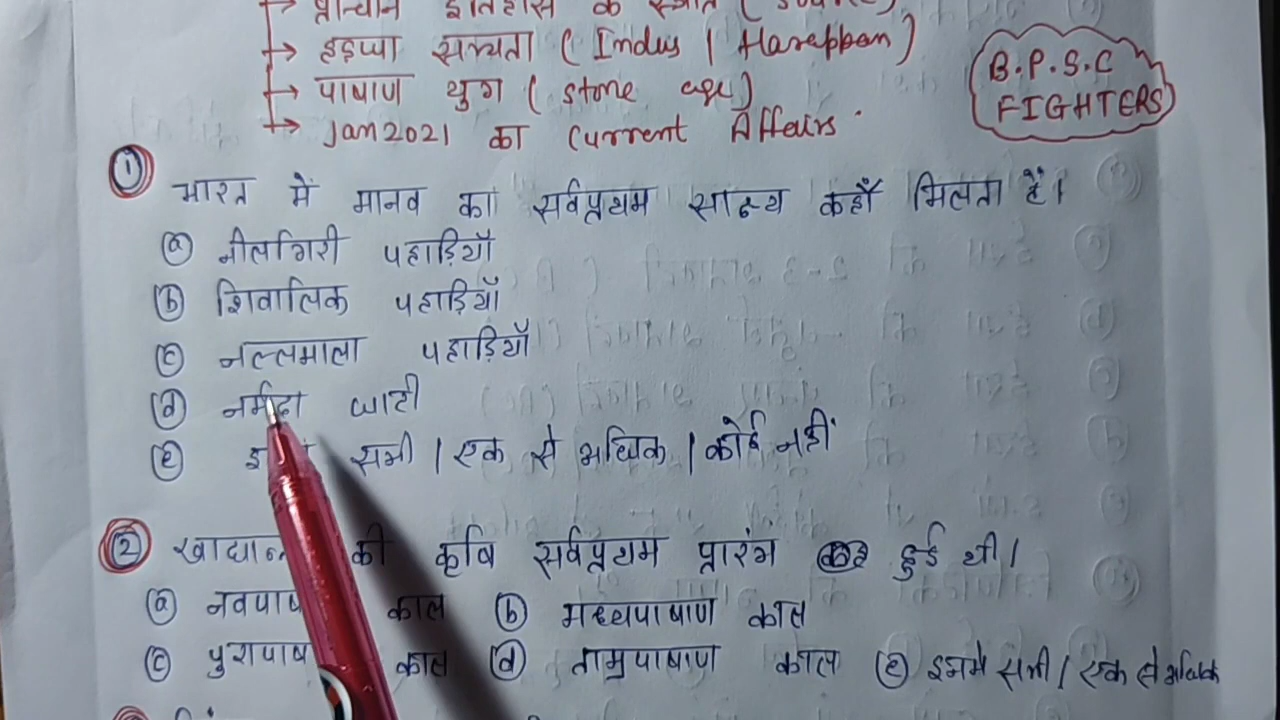 प्राचीन इतिहास के स्त्रोत (source)
हड़प्पा सभ्यता ( Indus | Harappan )
पाषाण युग ( stone age )
Jan 2021 का Current Affairs
B.P.S.C
FIGHTERS
① भारत में मानव का सर्वप्रथम साक्ष्य कहाँ मिलता है।
ⓐ नीलगिरी पहाड़ियाँ
ⓑ शिवालिक पहाड़ियाँ
ⓒ नल्लमाला पहाड़ियाँ
ⓓ नर्मदा घाटी
ⓔ सभी | एक से अधिक | कोई नहीं
② की कृषि सर्वप्रथम प्रारंभ हुई थी।
ⓐ काल ⓑ मध्यपाषाण काल
ⓒ काल ⓓ ताम्रपाषाण काल ⓔ इनमे सभी / एक से अधिक